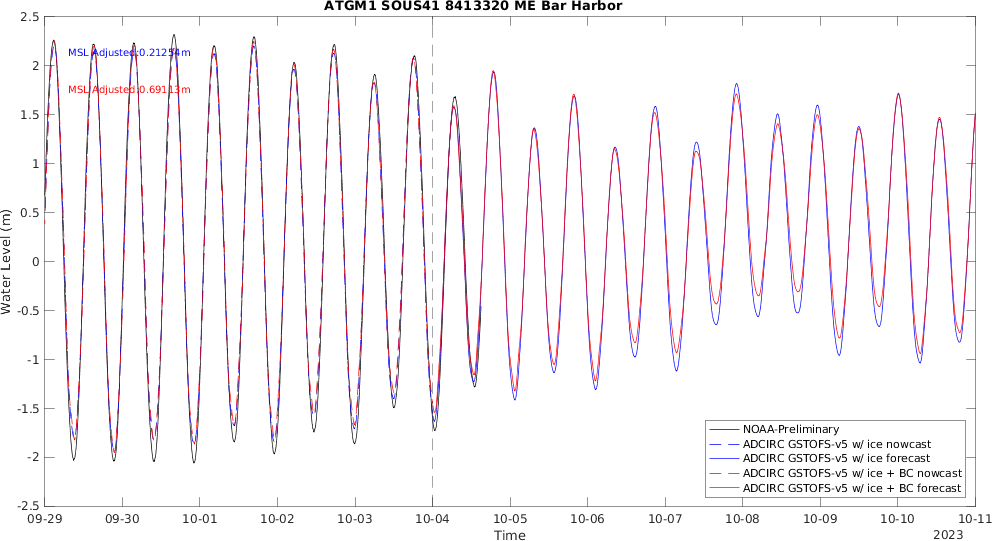 ATGM1 SOUS41 8413320 ME Bar Harbor
2.5
2
1.5
1
0.5
0
-0.5
-1
-1.5
-2
-2.5
Water Level (m)
MSL Adjusted:0.21254m
MSL Adjusted:0.69113m
NOAA-Preliminary
ADCIRC GSTOFS-v5 w/ ice nowcast
ADCIRC GSTOFS-v5 w/ ice forecast
ADCIRC GSTOFS-v5 w/ ice + BC nowcast
ADCIRC GSTOFS-v5 w/ ice + BC forecast
09-29 09-30 10-01 10-02 10-03 10-04 10-05 10-06 10-07 10-08 10-09 10-10 10-11
Time
2023